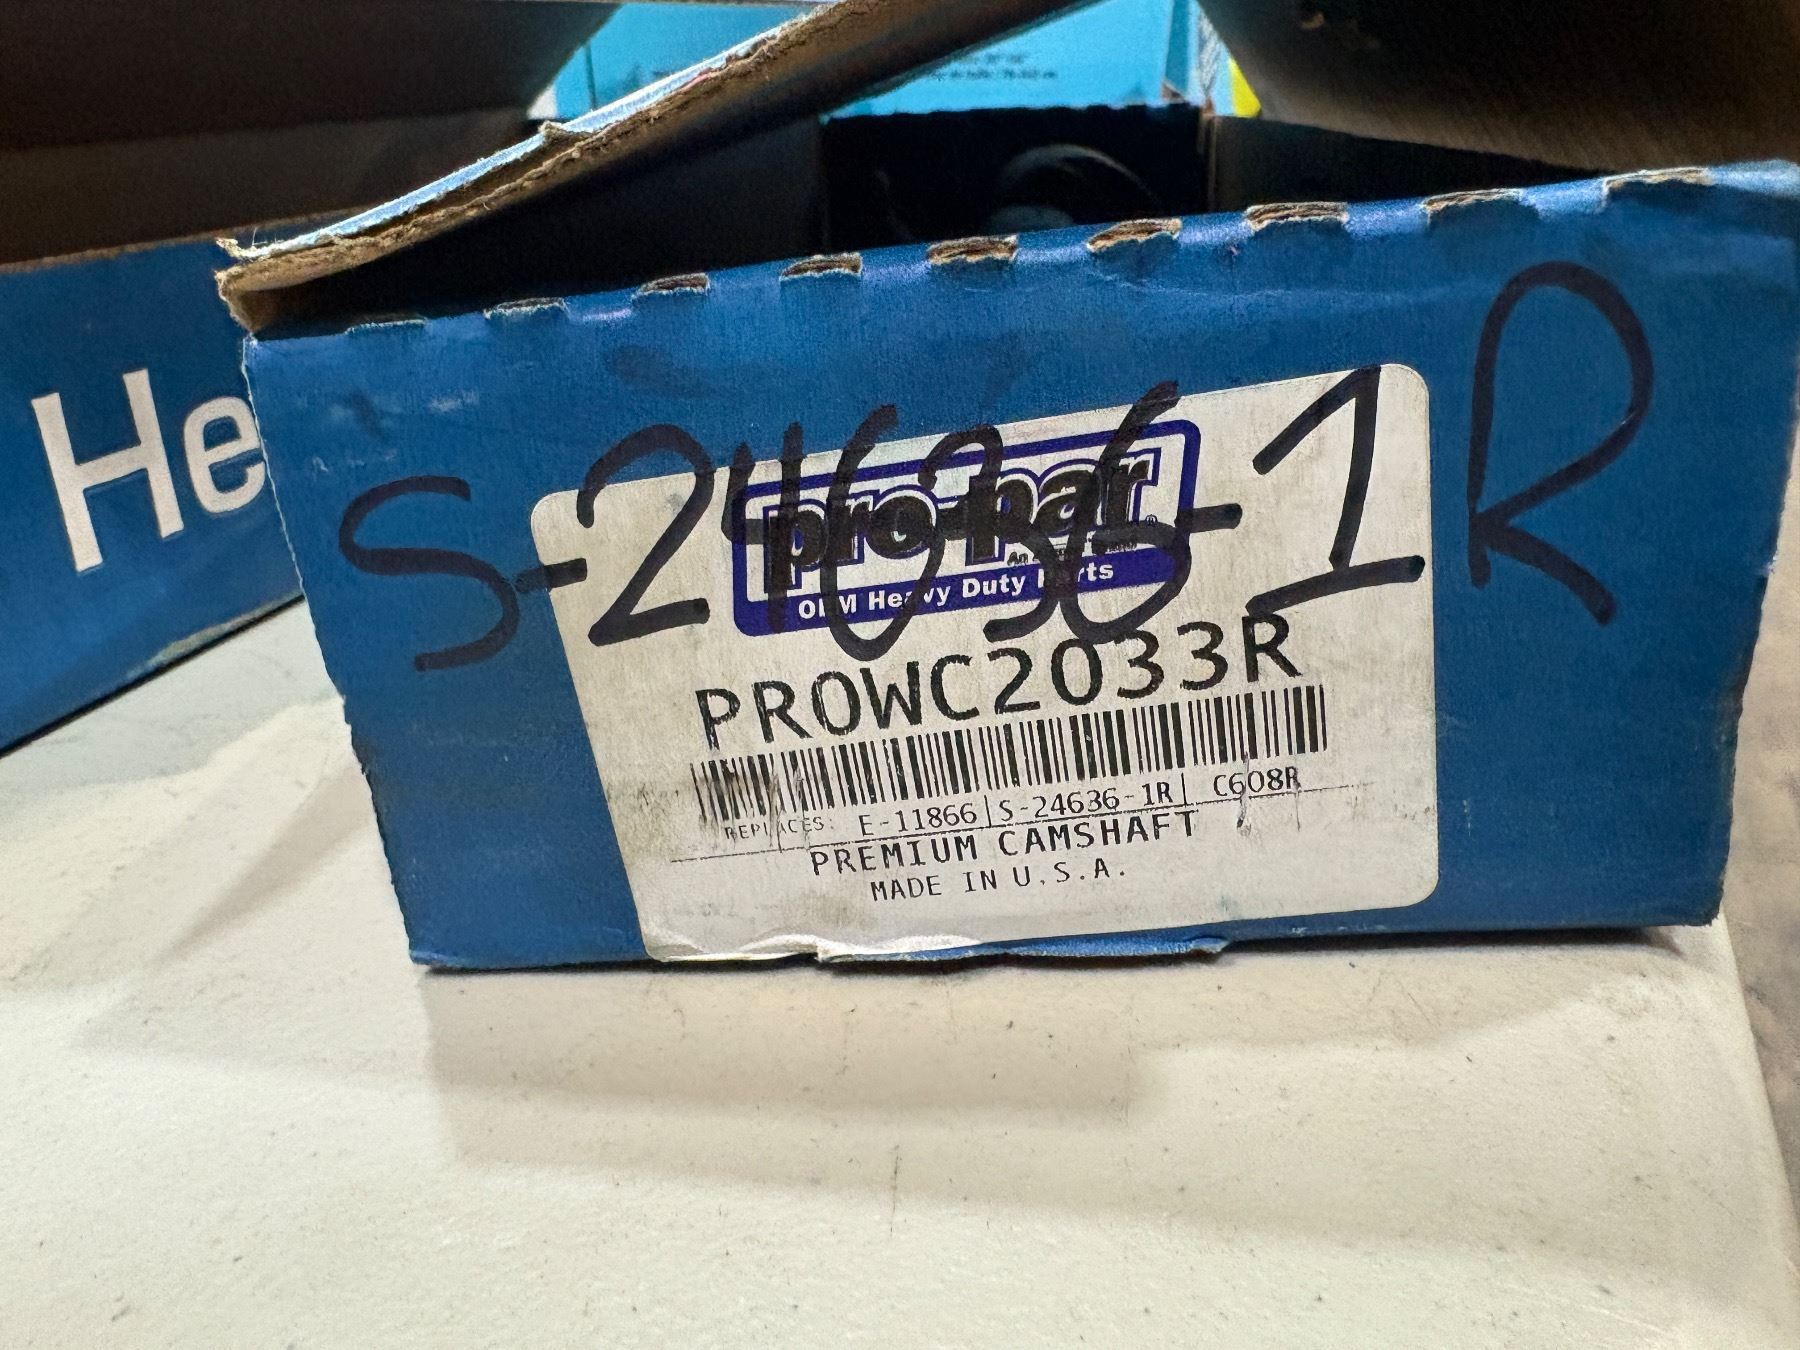 He
S-24636-1R
pro-par®
OEM Heavy Duty Parts
PROWC2033R
REPLACES: E-11866|S-24636-1R| C608R
PREMIUM CAMSHAFT
MADE IN U.S.A.